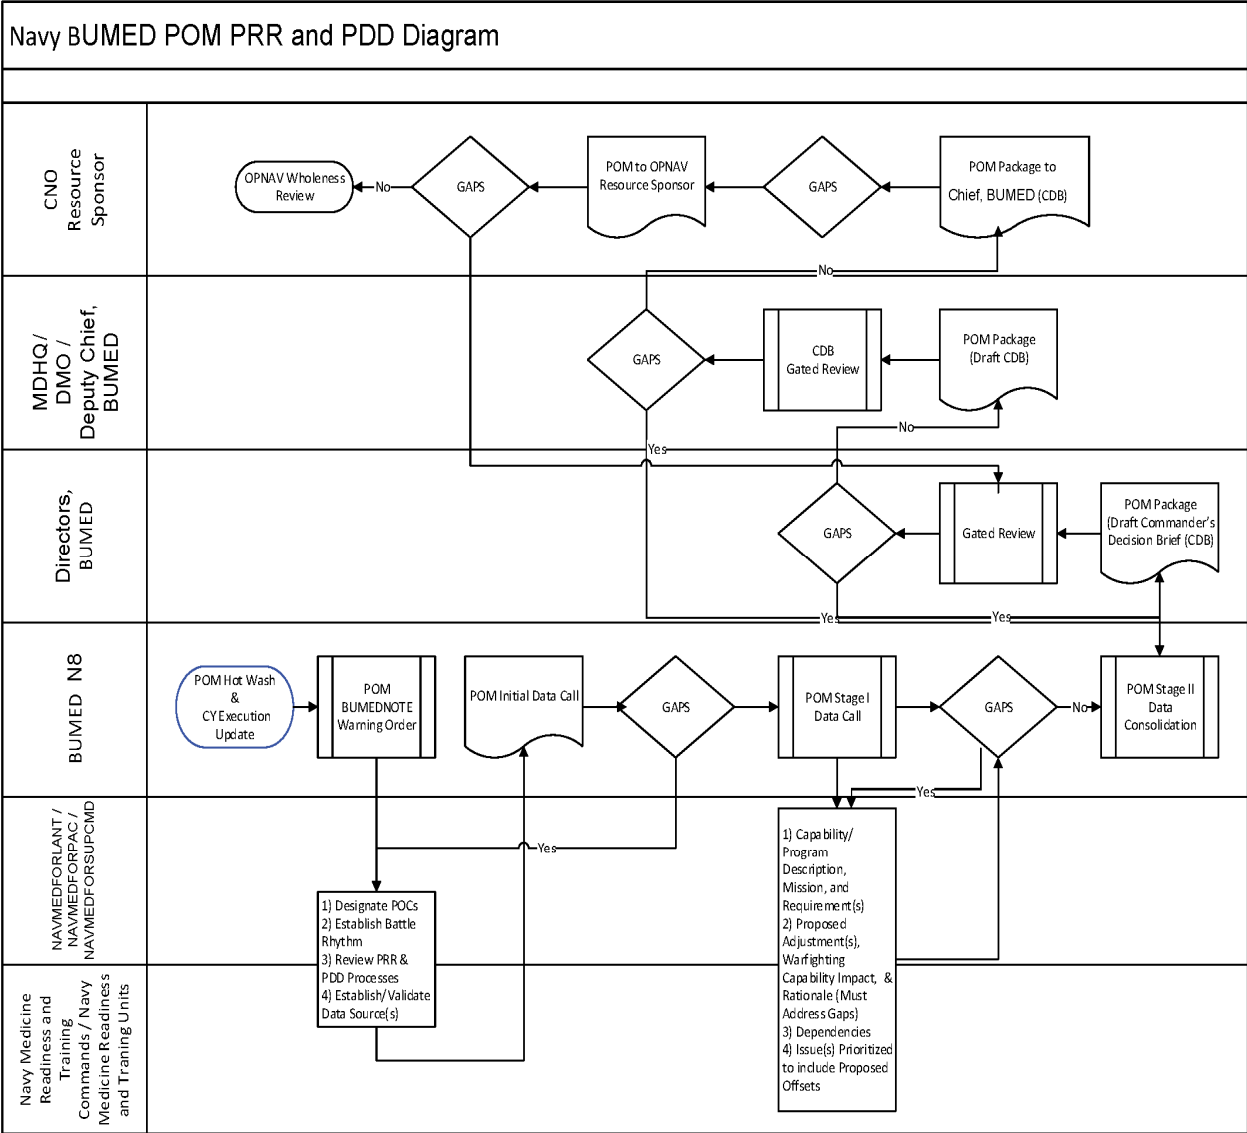 Navy BUMED POM PRR and PDD Diagram
CNO
Resource
Sponsor
OPNAV Wholeness
Review
No
GAPS
POM to OPNAV
Resource Sponsor
GAPS
POM Package to
Chief, BUMED (CDB)
No
MDHQ/
DMO /
Deputy Chief,
BUMED
GAPS
CDB
Gated Review
POM Package
(Draft CDB)
No
Yes
Directors,
BUMED
GAPS
Gated Review
POM Package
(Draft Commander's
Decision Brief (CDB)
Yes
Yes
BUMED N8
POM Hot Wash
&
CY Execution
Update
POM
BUMEDNOTE
Warning Order
POM Initial Data Call
GAPS
POM Stage I
Data Call
GAPS
No
POM Stage II
Data
Consolidation
Yes
NAVMEDFORLANT /
NAVMEDFORPAC /
NAVMEDFORSUPCMD
Yes
1) Designate POCs
2) Establish Battle
Rhythm
3) Review PRR &
PDD Processes
4) Establish/Validate
Data Source(s)
1) Capability/
Program
Description,
Mission, and
Requirement(s)
2) Proposed
Adjustment(s),
Warfighting
Capability Impact, &
Rationale (Must
Address Gaps)
3) Dependencies
4) Issue(s) Prioritized
to include Proposed
Offsets
Navy Medicine
Readiness and
Training
Commands / Navy
Medicine Readiness
and Traning Units